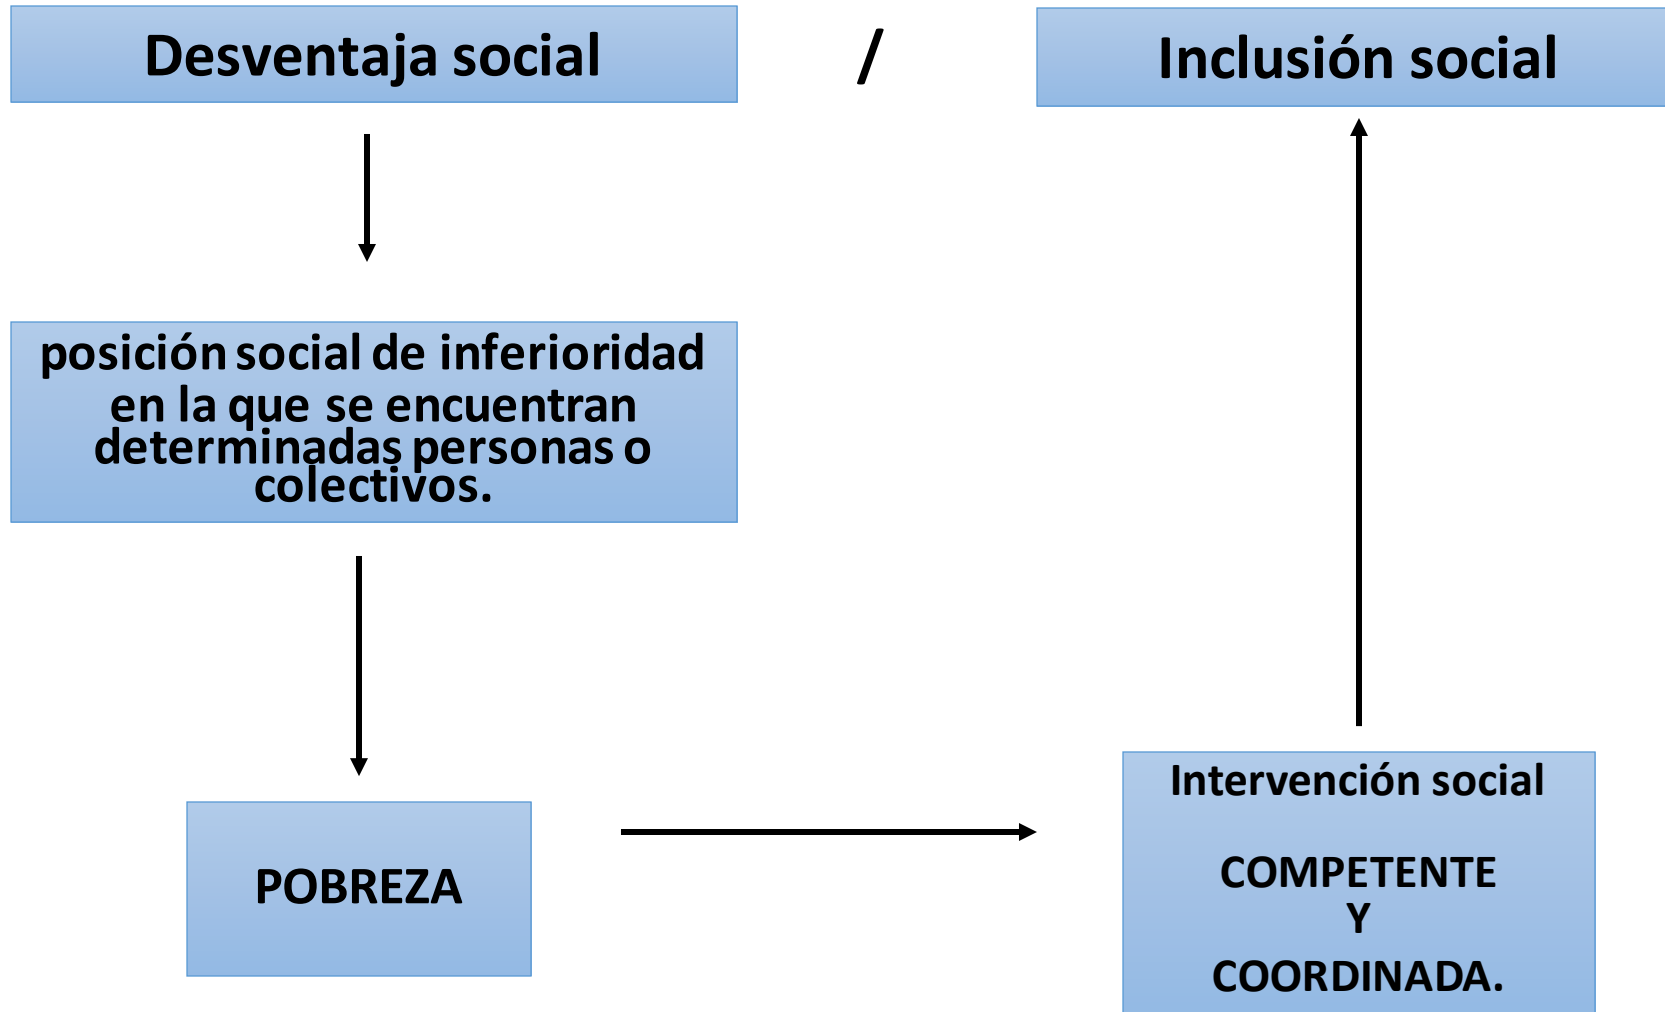 Desventaja social
/
Inclusión social
posición social de inferioridad
en la que se encuentran
determinadas personas o
colectivos.
POBREZA
Intervención social
COMPETENTE
Y
COORDINADA.